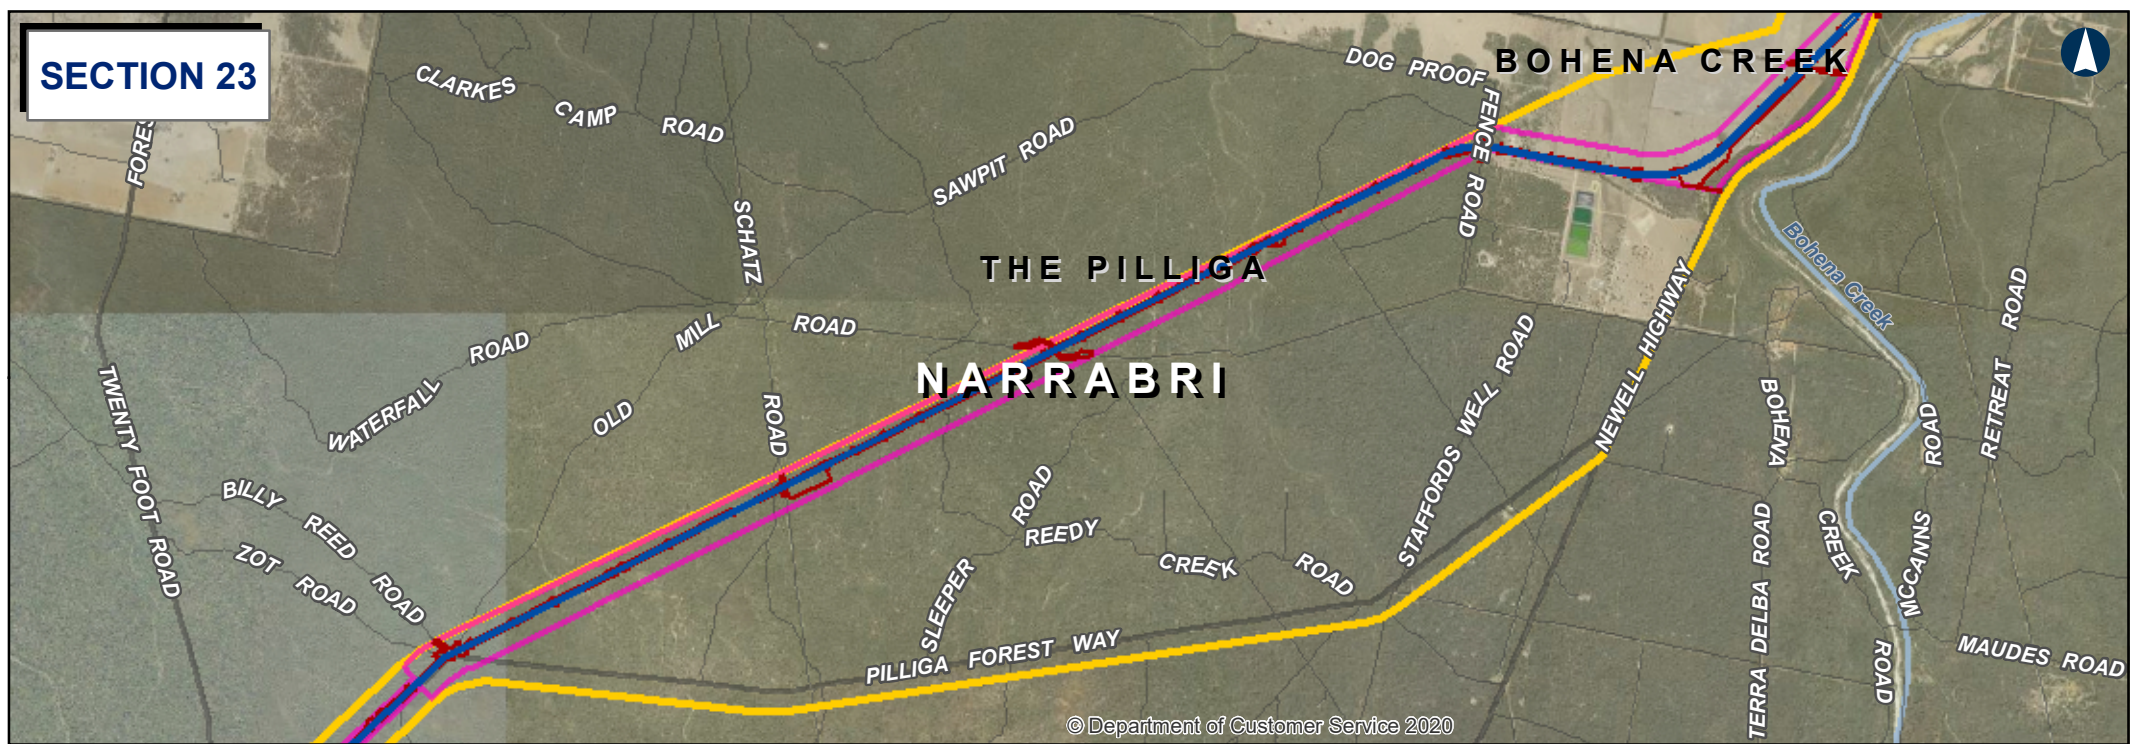 SECTION 23
BOHENA CREEK
DOG PROOF FENCE ROAD
CLARKES CAMP ROAD
SAWPIT ROAD
SCHATZ ROAD
THE PILLIGA
Bohena Creek
NEWELL HIGHWAY
RETREAT ROAD
OLD MILL ROAD
WATERFALL ROAD
NARRABRI
STAFFORDS WELL ROAD
TWENTY FOOT ROAD
BOHENA CREEK ROAD
MCCANNS ROAD
BILLY REED ROAD
ZOT ROAD
SLEEPER ROAD
REEDY CREEK ROAD
TERRA DELBA ROAD
PILLIGA FOREST WAY
MAUDES ROAD
© Department of Customer Service 2020